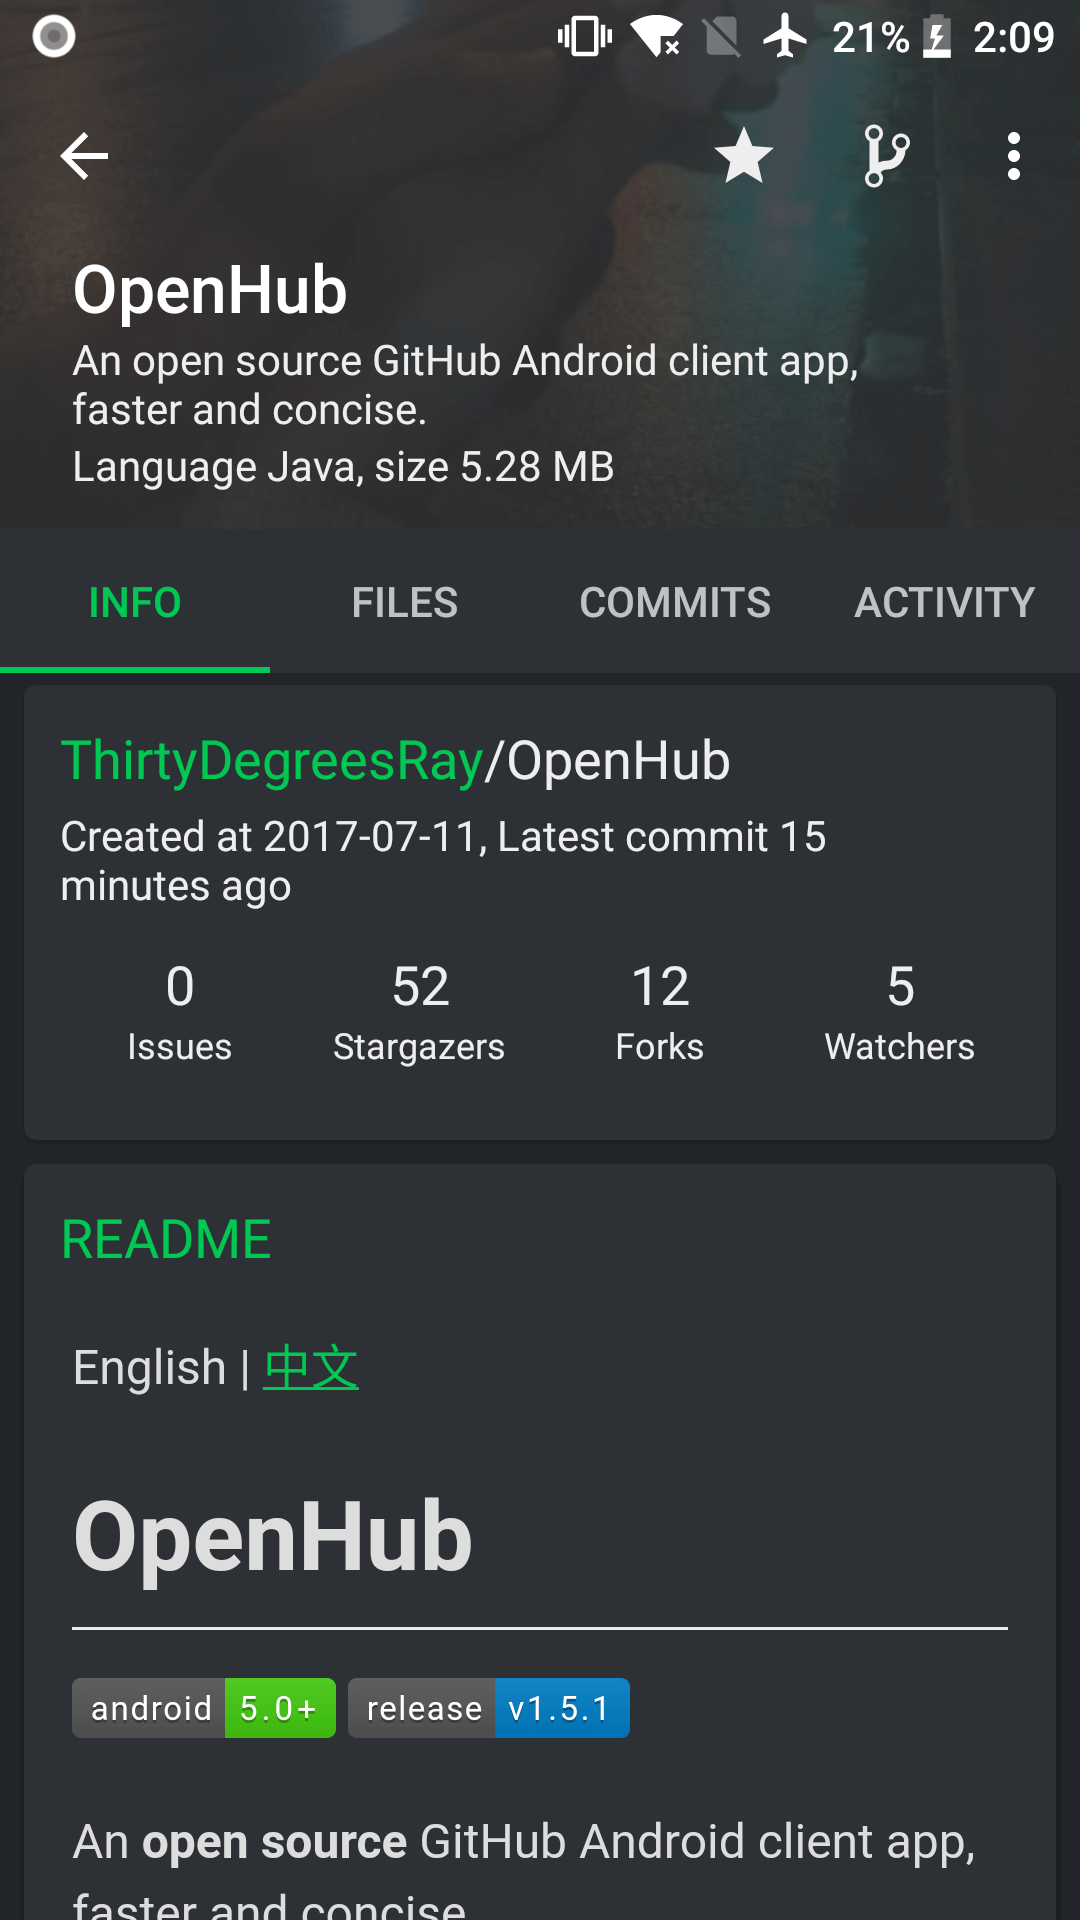 21% 2:09
OpenHub
An open source GitHub Android client app,
faster and concise.
Language Java, size 5.28 MB
INFO FILES COMMITS ACTIVITY
ThirtyDegreesRay/OpenHub
Created at 2017-07-11, Latest commit 15
minutes ago
0 52 12 5
Issues Stargazers Forks Watchers
README
English | 中文
OpenHub
android 5.0+ release v1.5.1
An open source GitHub Android client app,
faster and concise